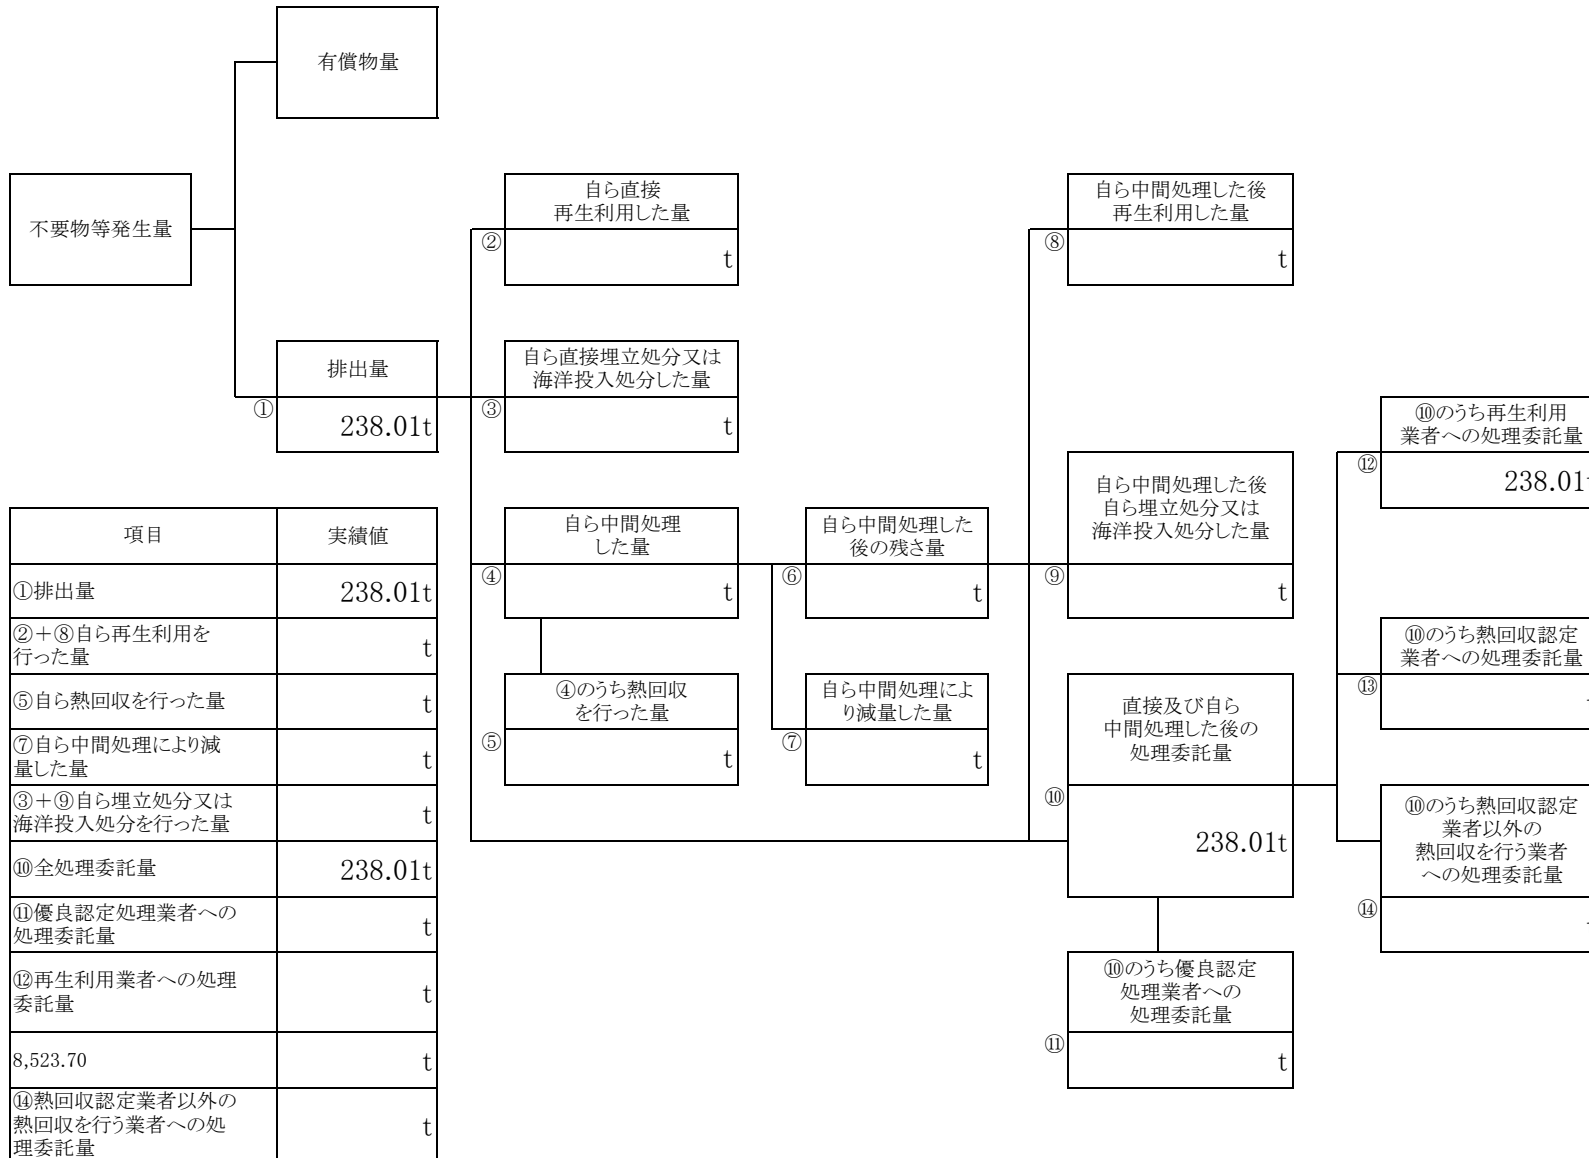 有償物量
不要物等発生量
自ら直接
再生利用した量
②
t
自ら中間処理した後
再生利用した量
⑧
t
排出量
①
238.01t
自ら直接埋立処分又は
海洋投入処分した量
③
t
⑩のうち再生利用
業者への処理委託量
⑫
238.01t
自ら中間処理
した量
④
t
自ら中間処理した
後の残さ量
⑥
t
自ら中間処理した後
自ら埋立処分又は
海洋投入処分した量
⑨
t
⑩のうち熱回収認定
業者への処理委託量
⑬
④のうち熱回収
を行った量
⑤
t
自ら中間処理によ
り減量した量
⑦
t
直接及び自ら
中間処理した後の
処理委託量
⑩
238.01t
⑩のうち熱回収認定
業者以外の
熱回収を行う業者
への処理委託量
⑭
⑩のうち優良認定
処理業者への
処理委託量
⑪
t
項目 実績値
①排出量 238.01t
②＋⑧自ら再生利用を
行った量 t
⑤自ら熱回収を行った量 t
⑦自ら中間処理により減
量した量 t
③＋⑨自ら埋立処分又は
海洋投入処分を行った量 t
⑩全処理委託量 238.01t
⑪優良認定処理業者への
処理委託量 t
⑫再生利用業者への処理
委託量 t
8,523.70 t
⑭熱回収認定業者以外の
熱回収を行う業者への処
理委託量 t